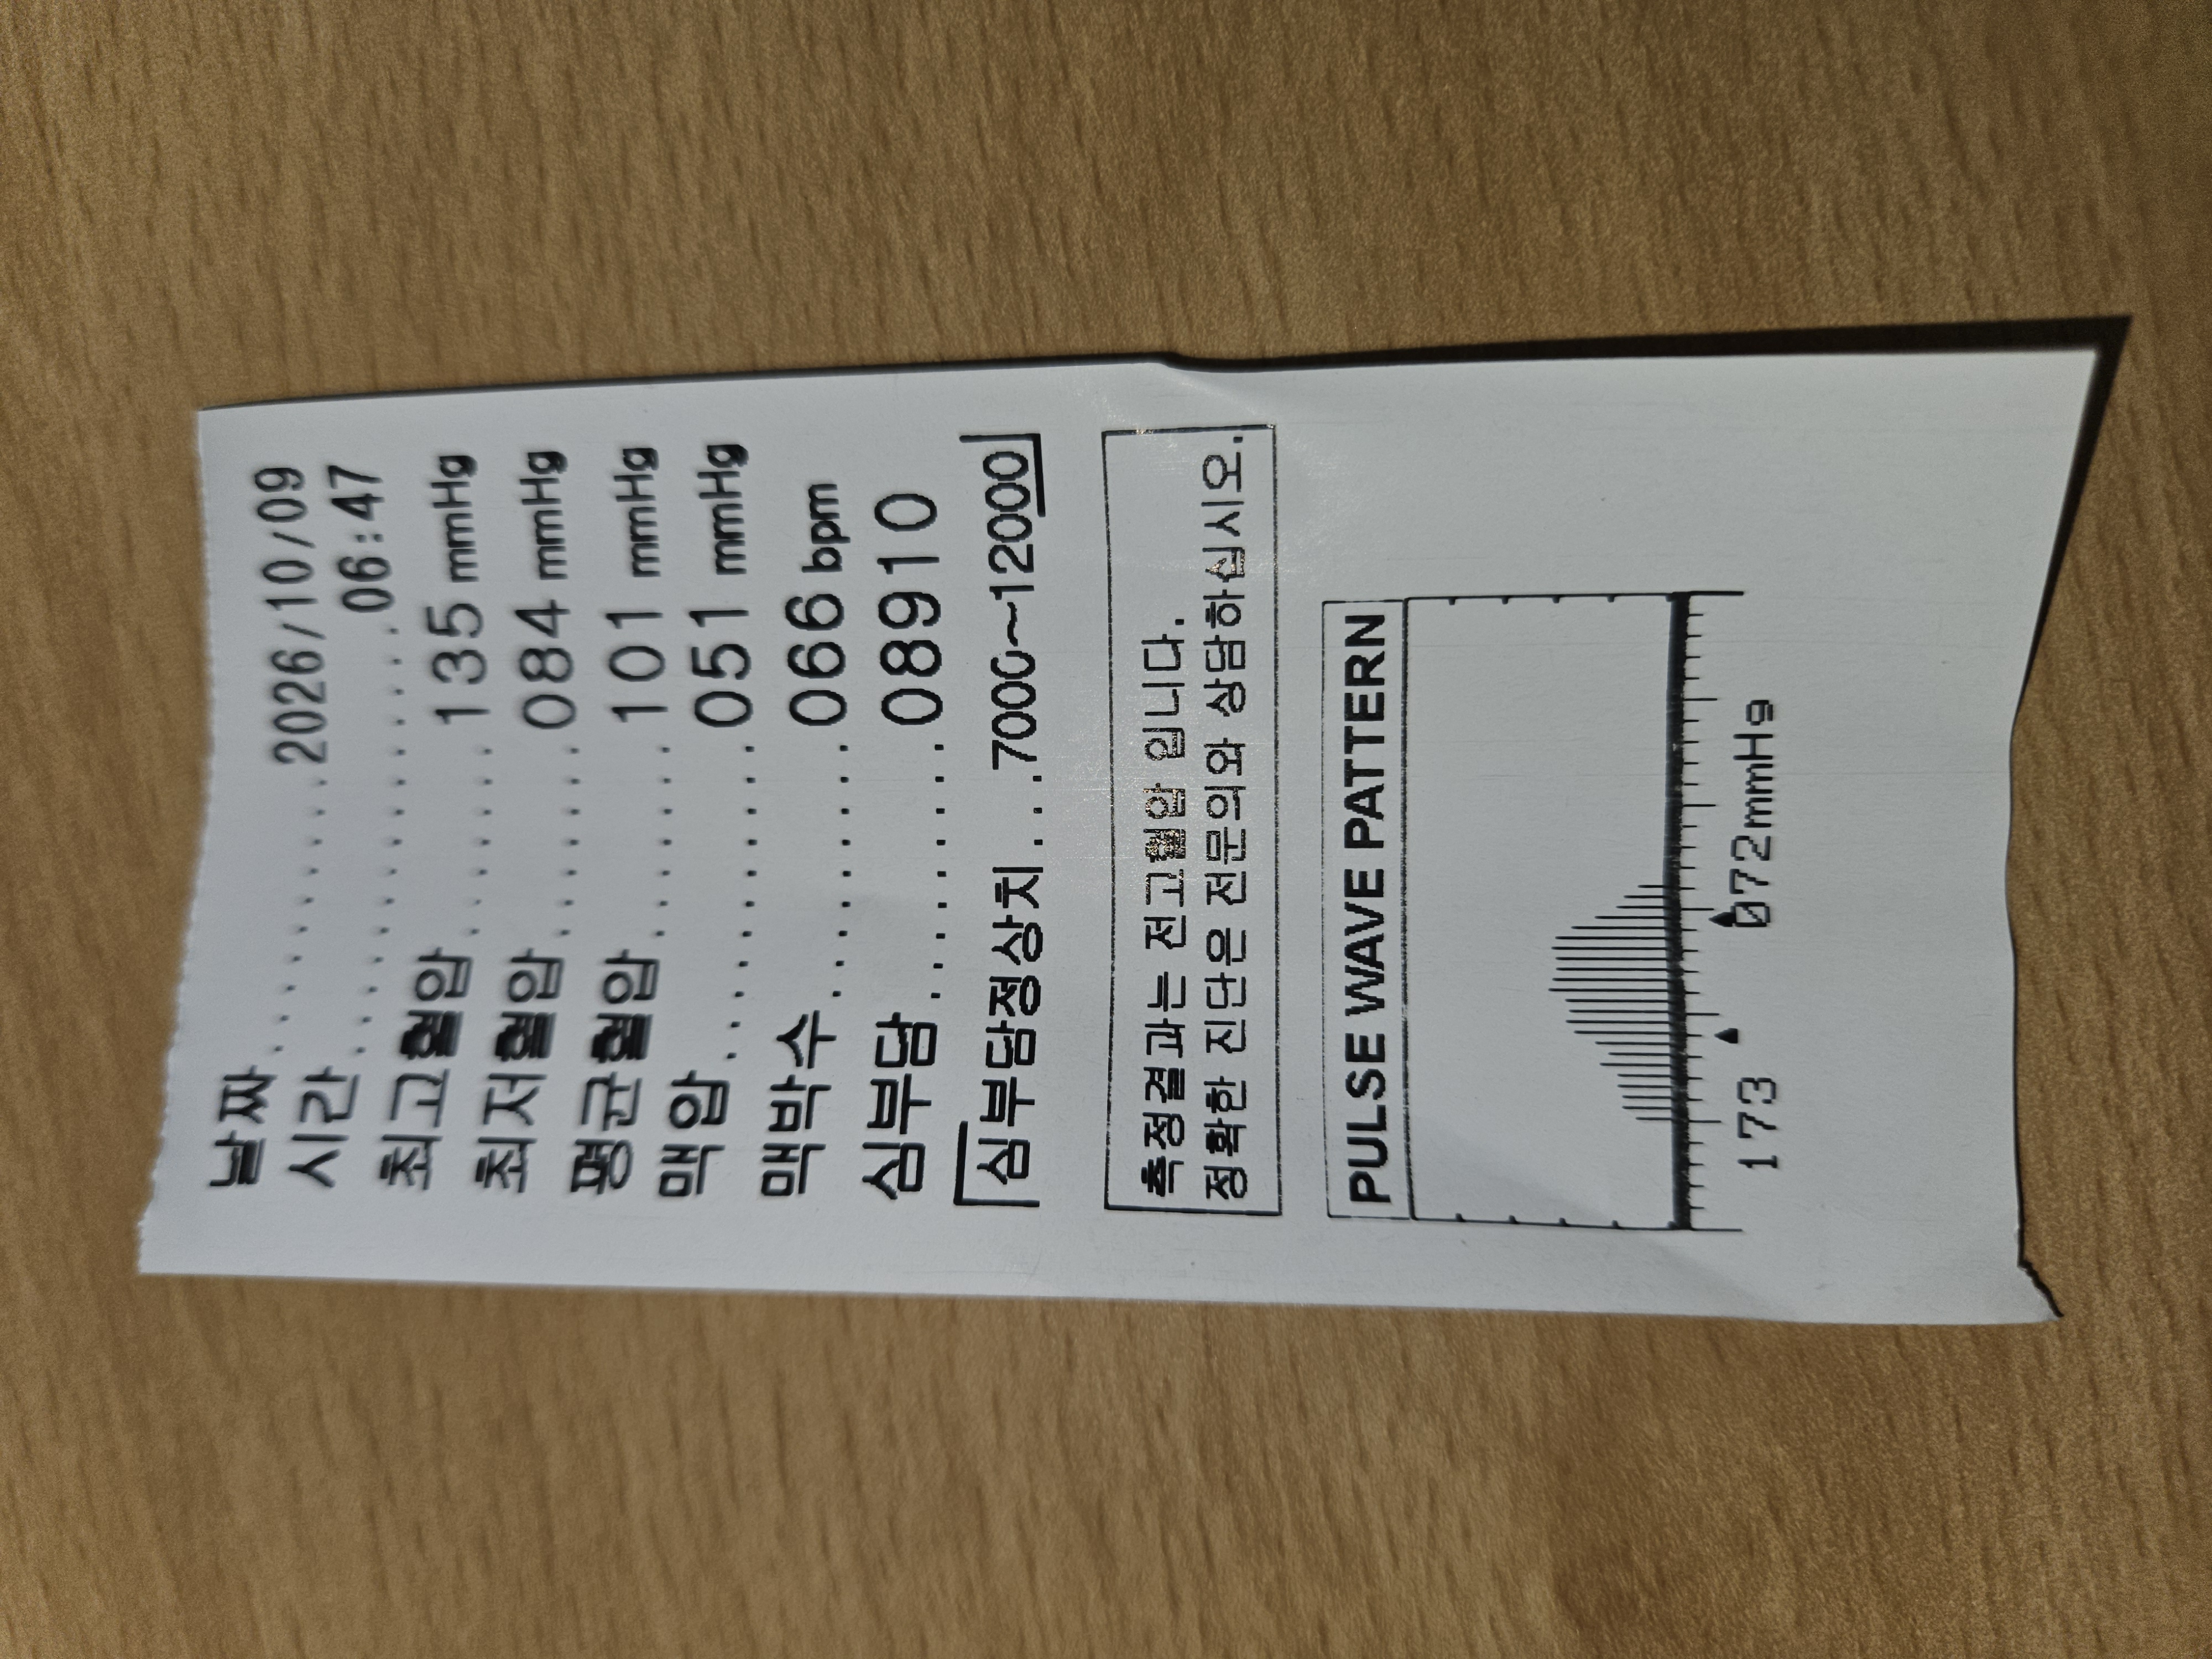 날짜..........2026/10/09
시간...............06:47
최고혈압........135 mmHg
최저혈압........084 mmHg
평균혈압........101 mmHg
맥압...........051 mmHg
맥박수.........066 bpm
심부담.........08910
심부담정상치...7000~12000
측정결과는 전고혈압 입니다.
정확한 진단은 전문의와 상담하십시오.
PULSE WAVE PATTERN
173 072mmHg